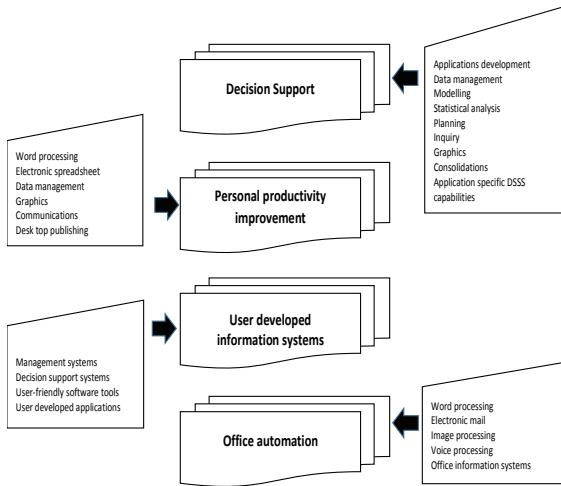 Decision Support
Applications development
Data management
Modelling
Statistical analysis
Planning
Inquiry
Graphics
Consolidations
Application specific DSSS
capabilities
Word processing
Electronic spreadsheet
Data management
Graphics
Communications
Desk top publishing
Personal productivity
improvement
User developed
information systems
Management systems
Decision support systems
User-friendly software tools
User developed applications
Office automation
Word processing
Electronic mail
Image processing
Voice processing
Office information systems